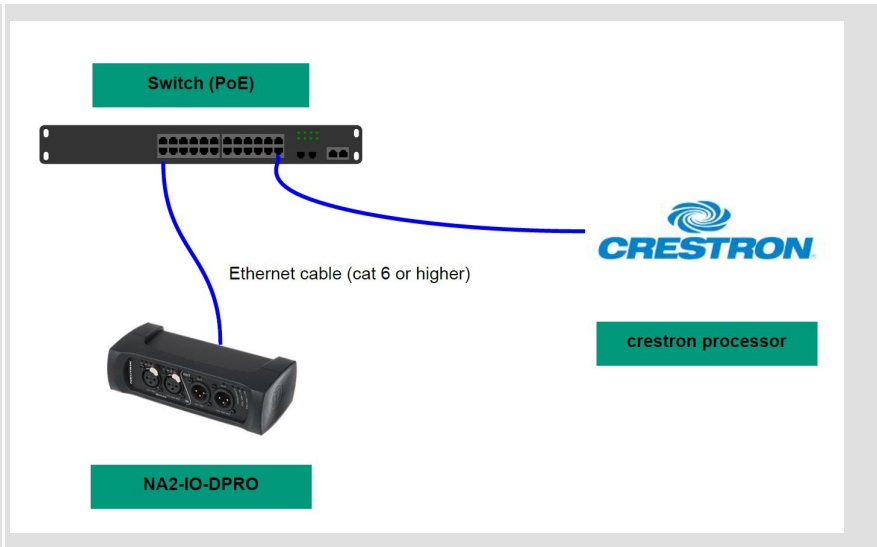 Switch (PoE)
CRESTRON
Ethernet cable (cat 6 or higher)
crestron processor
NA2-IO-DPRO